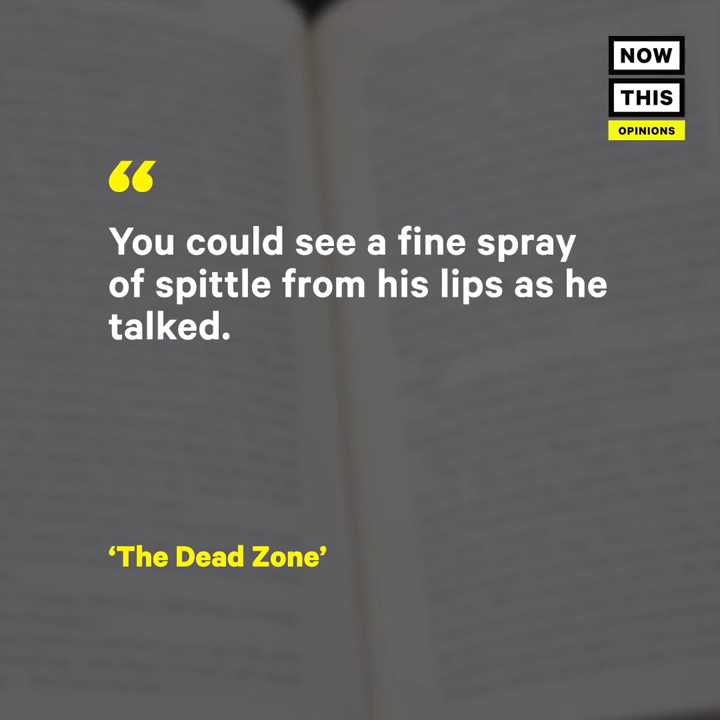 NOW
THIS
OPINIONS
“
You could see a fine spray
of spittle from his lips as he
talked.
‘The Dead Zone’